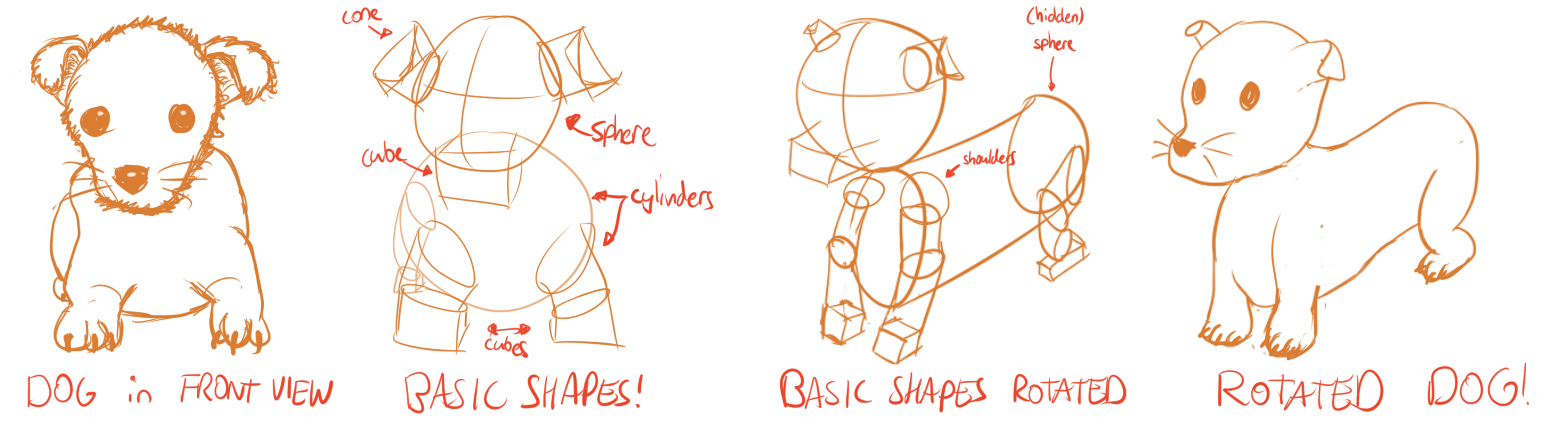 cone
sphere
cube
cylinders
cubes
(hidden)
sphere
shoulders
DOG in FRONT VIEW
BASIC SHAPES!
BASIC SHAPES ROTATED
ROTATED DOG!